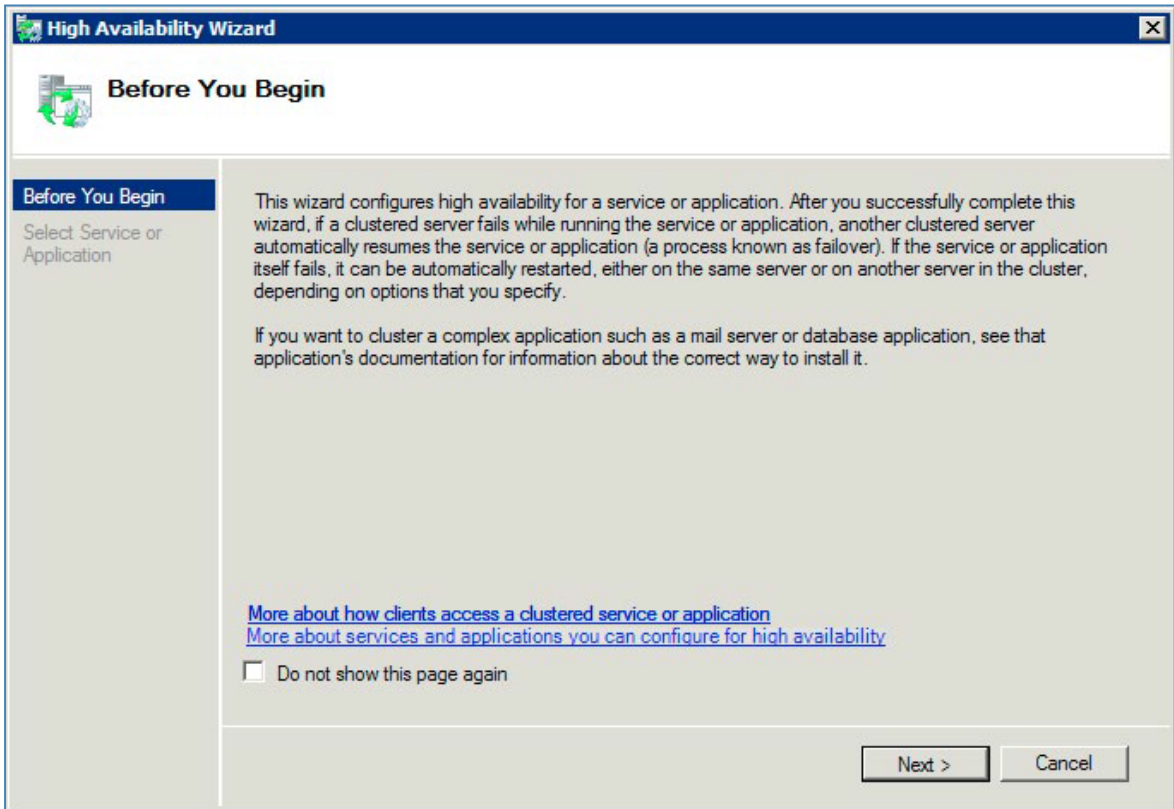 High Availability Wizard
Before You Begin
Before You Begin
Select Service or
Application
This wizard configures high availability for a service or application. After you successfully complete this
wizard, if a clustered server fails while running the service or application, another clustered server
automatically resumes the service or application (a process known as failover). If the service or application
itself fails, it can be automatically restarted, either on the same server or on another server in the cluster,
depending on options that you specify.
If you want to cluster a complex application such as a mail server or database application, see that
application's documentation for information about the correct way to install it.
More about how clients access a clustered service or application
More about services and applications you can configure for high availability
Do not show this page again
Next >
Cancel